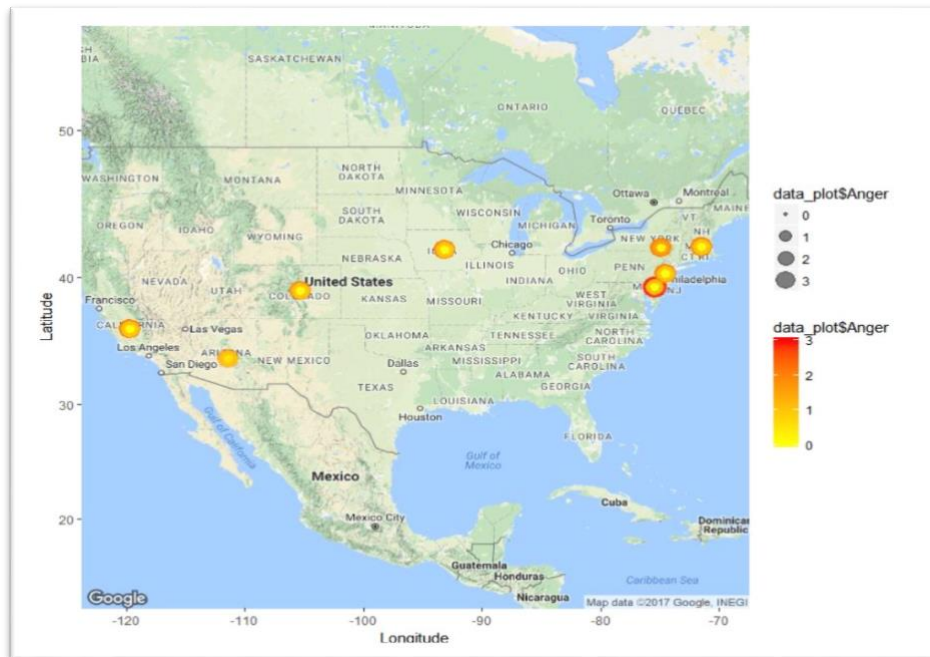 SASKATCHEWAN
ONTARIO
QUEBEC
50
WASHINGTON
MONTANA
NORTH
DAKOTA
MINNESOTA
Ottawa
Montreal
MAINE
OREGON
IDAHO
SOUTH
DAKOTA
WISCONSIN
MICHIGAN
Toronto
VT
NH
WYOMING
Chicago
NEW YORK
CT RI
40
NEBRASKA
ILLINOIS
INDIANA
OHIO
PENN
Philadelphia
NJ
NEVADA
United States
COLORADO
KANSAS
MISSOURI
WEST
VIRGINIA
Francisco
KENTUCKY
VIRGINIA
CALIFORNIA
Las Vegas
OKLAHOMA
TENNESSEE
NORTH
CAROLINA
Los Angeles
ARIZONA
NEW MEXICO
ARKANSAS
MISSISSIPPI
SOUTH
CAROLINA
San Diego
Dallas
ALABAMA
GEORGIA
TEXAS
LOUISIANA
30
Houston
Gulf of California
FLORIDA
Gulf of
Mexico
Mexico
Cuba
20
Mexico City
Dominican
Republic
Guatemala
Honduras
Caribbean Sea
Nicaragua
Google
Map data ©2017 Google, INEGI
-120
-110
-100
-90
-80
-70
Longitude
Latitude
data_plot$Anger
0
1
2
3
data_plot$Anger
3
2
1
0